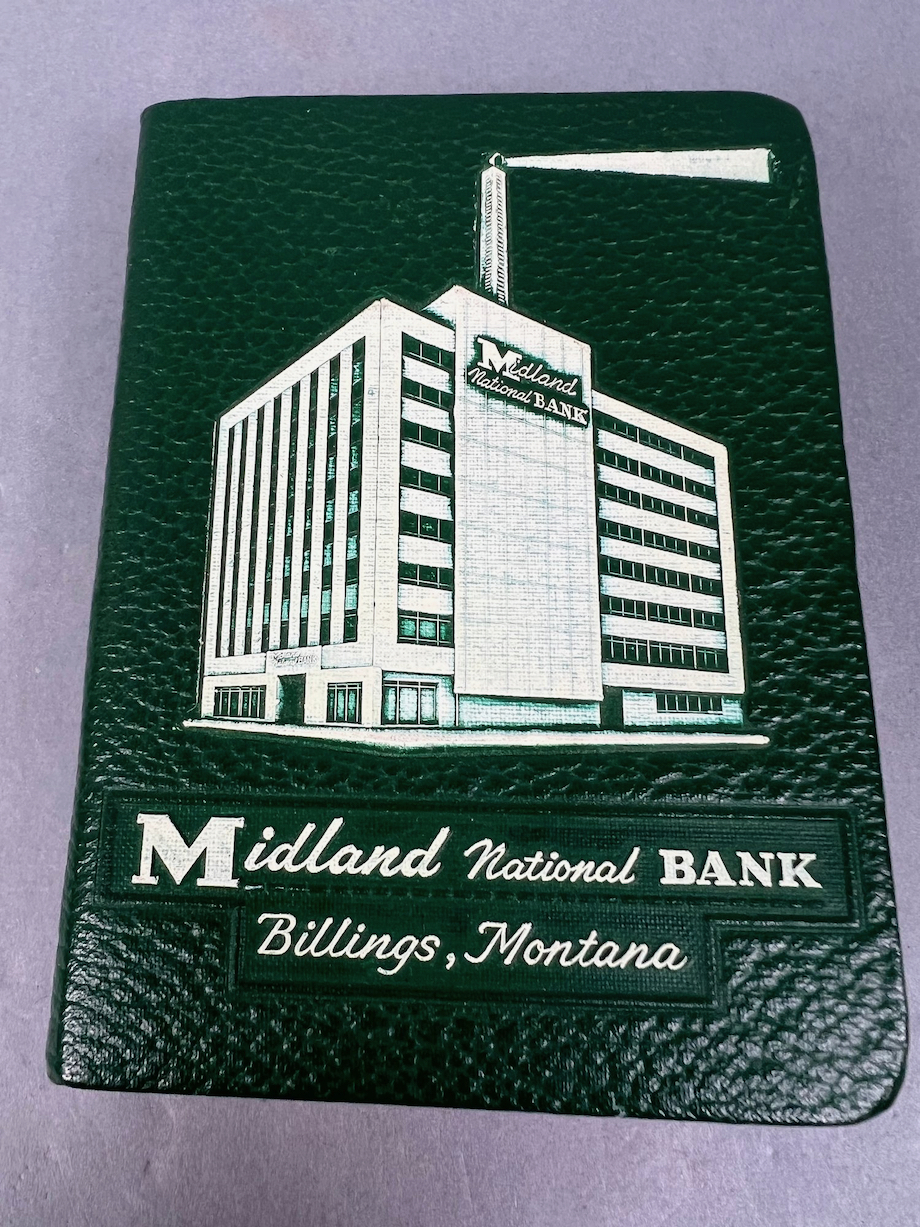 Midland
National BANK
Midland National BANK
Billings, Montana